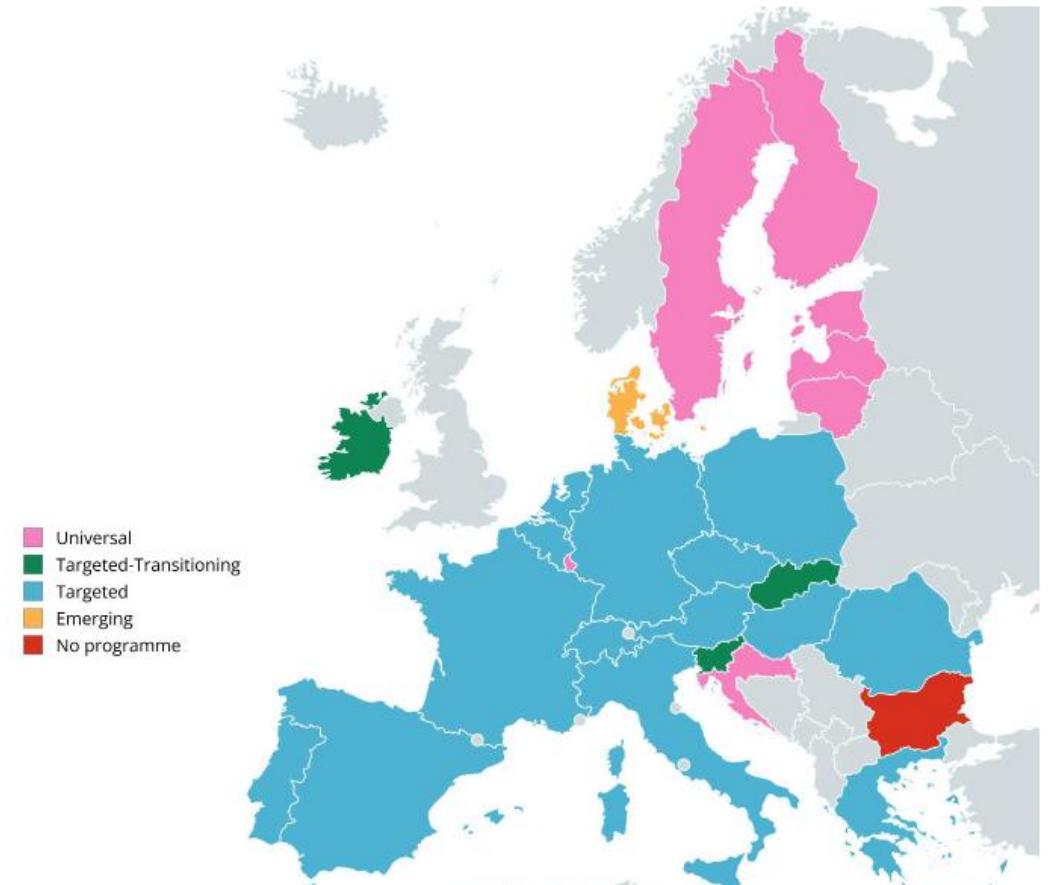 Universal
Targeted-Transitioning
Targeted
Emerging
No programme